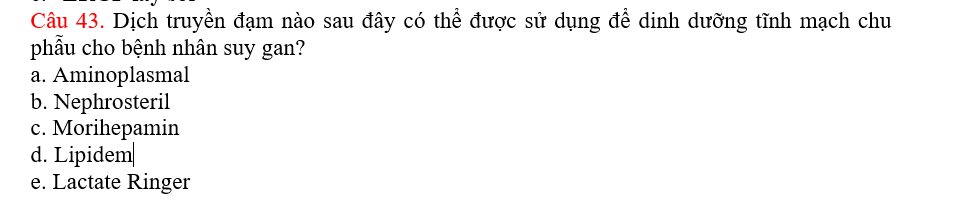 Câu 43. Dịch truyền đạm nào sau đây có thể được sử dụng để dinh dưỡng tĩnh mạch chu
phẫu cho bệnh nhân suy gan?
a. Aminoplasmal
b. Nephrosteril
c. Morihepamin
d. Lipidem
e. Lactate Ringer